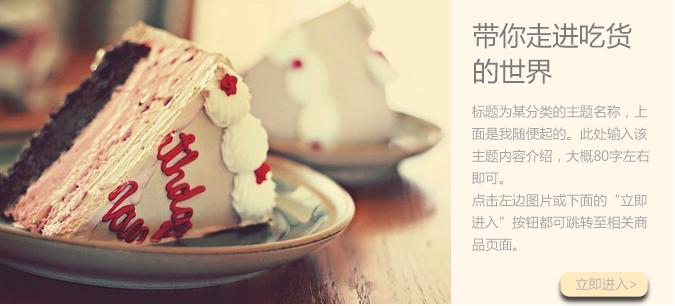 带你走进吃货
的世界
标题为某分类的主题名称，上
面是我随便起的。此处输入该
主题内容介绍，大概80字左右
即可。
点击左边图片或下面的“立即
进入”按钮都可跳转至相关商
品页面。
立即进入>